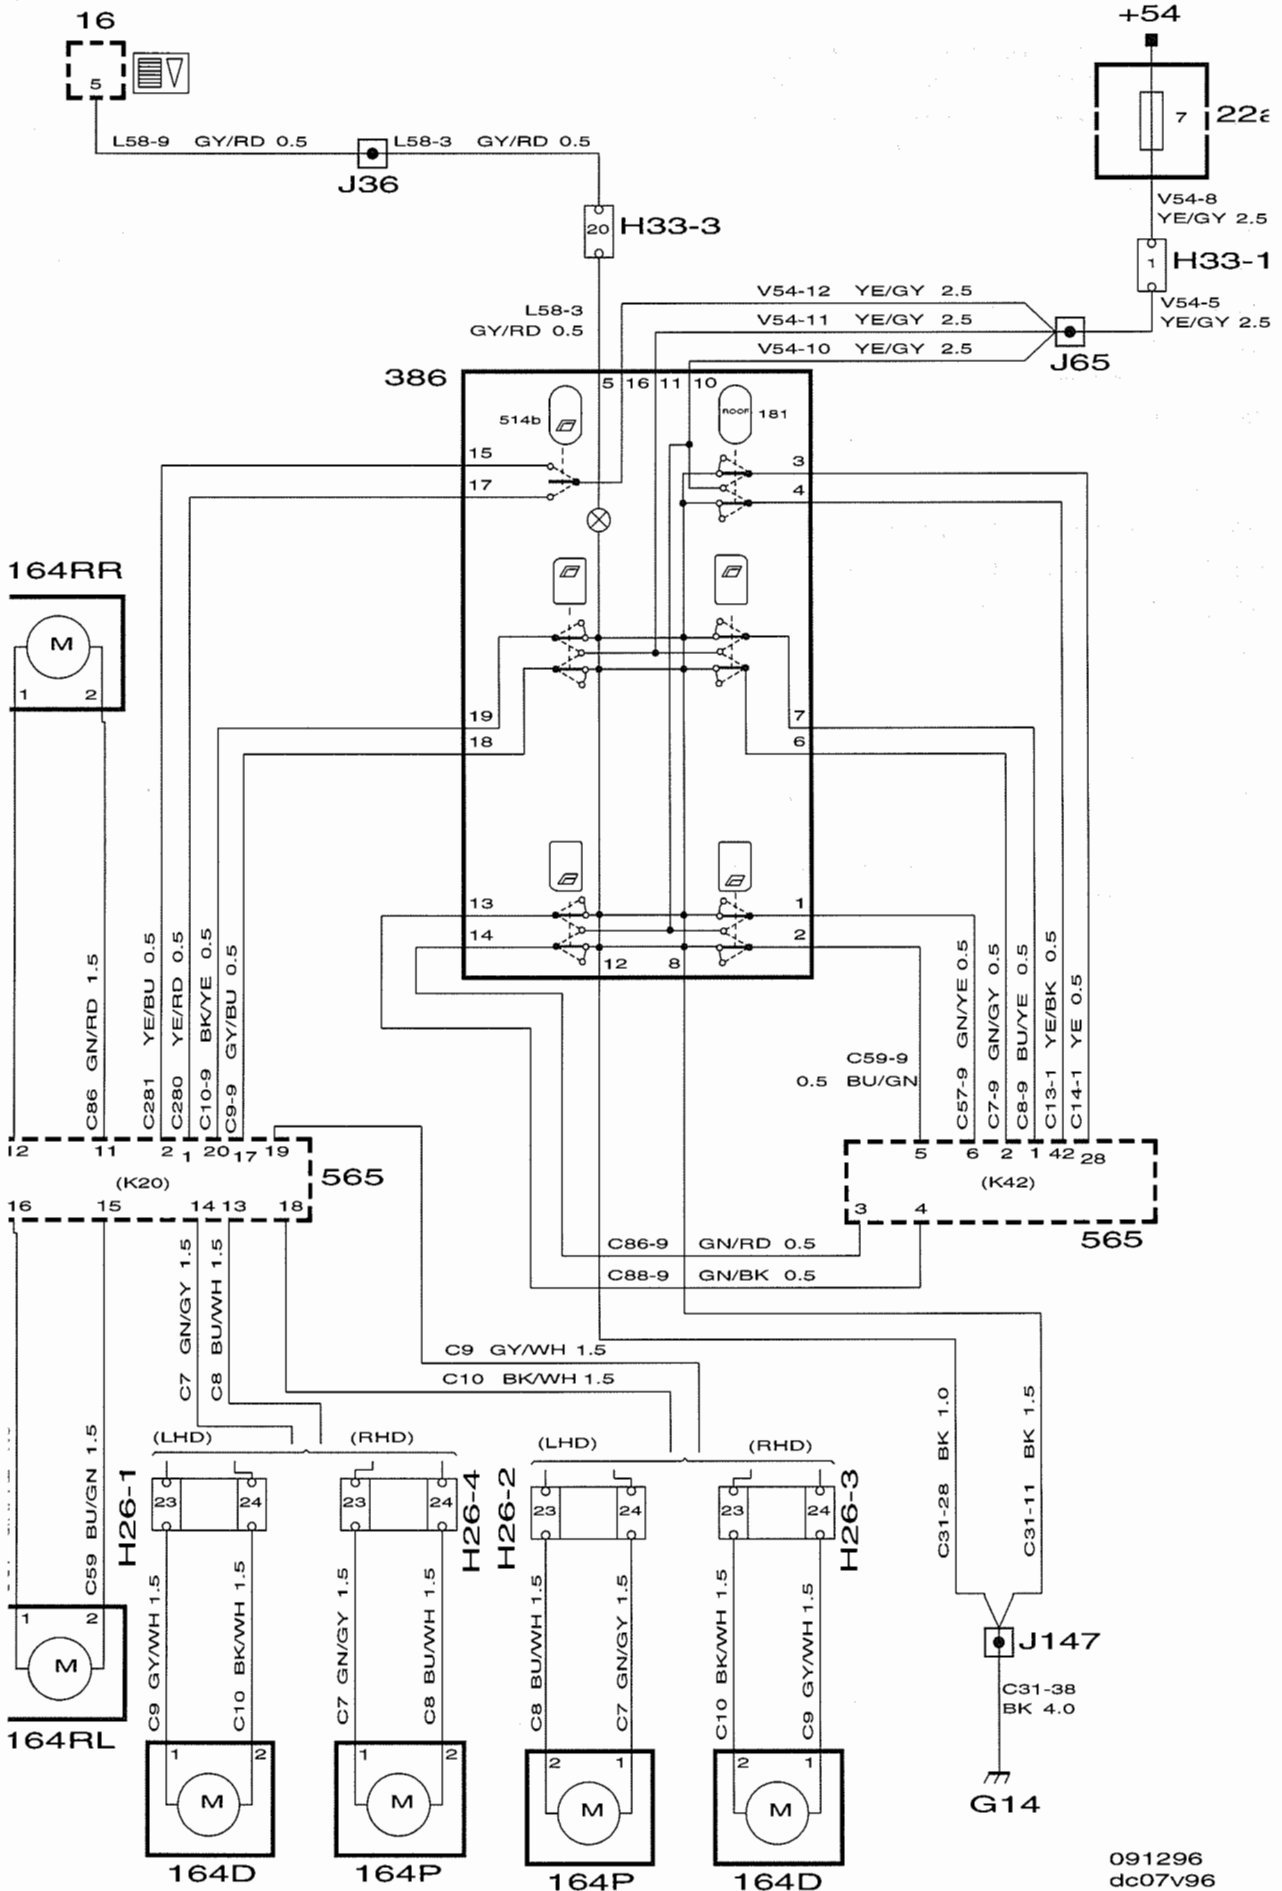 16
+54
5
7
22a
L58-9 GY/RD 0.5
L58-3 GY/RD 0.5
J36
V54-8
YE/GY 2.5
20
H33-3
1
H33-1
V54-12 YE/GY 2.5
V54-5
YE/GY 2.5
L58-3
GY/RD 0.5
V54-11 YE/GY 2.5
V54-10 YE/GY 2.5
J65
386
5
16
11
10
514b
ROOF
181
15
3
17
4
164RR
M
1
2
19
7
18
6
13
1
14
2
12
8
C86 GN/RD 1.5
C281 YE/BU 0.5
C280 YE/RD 0.5
C10-9 BK/YE 0.5
C9-9 GY/BU 0.5
C59-9
0.5 BU/GN
C57-9 GN/YE 0.5
C7-9 GN/GY 0.5
C8-9 BU/YE 0.5
C13-1 YE/BK 0.5
C14-1 YE 0.5
12
11
2
1
20
17
19
5
6
2
1
42
28
(K20)
565
(K42)
16
15
14
13
18
3
4
565
C86-9 GN/RD 0.5
C88-9 GN/BK 0.5
C7 GN/GY 1.5
C8 BU/WH 1.5
C9 GY/WH 1.5
C10 BK/WH 1.5
C59 BU/GN 1.5
(LHD)
(RHD)
(LHD)
(RHD)
C31-28 BK 1.0
C31-11 BK 1.5
H26-1
23
24
23
24
H26-4
H26-2
23
24
23
24
H26-3
C9 GY/WH 1.5
C10 BK/WH 1.5
C7 GN/GY 1.5
C8 BU/WH 1.5
C8 BU/WH 1.5
C7 GN/GY 1.5
C10 BK/WH 1.5
C9 GY/WH 1.5
1
2
M
164RL
J147
C31-38
BK 4.0
G14
1
2
M
164D
1
2
M
164P
2
1
M
164P
2
1
M
164D
091296
dc07v96